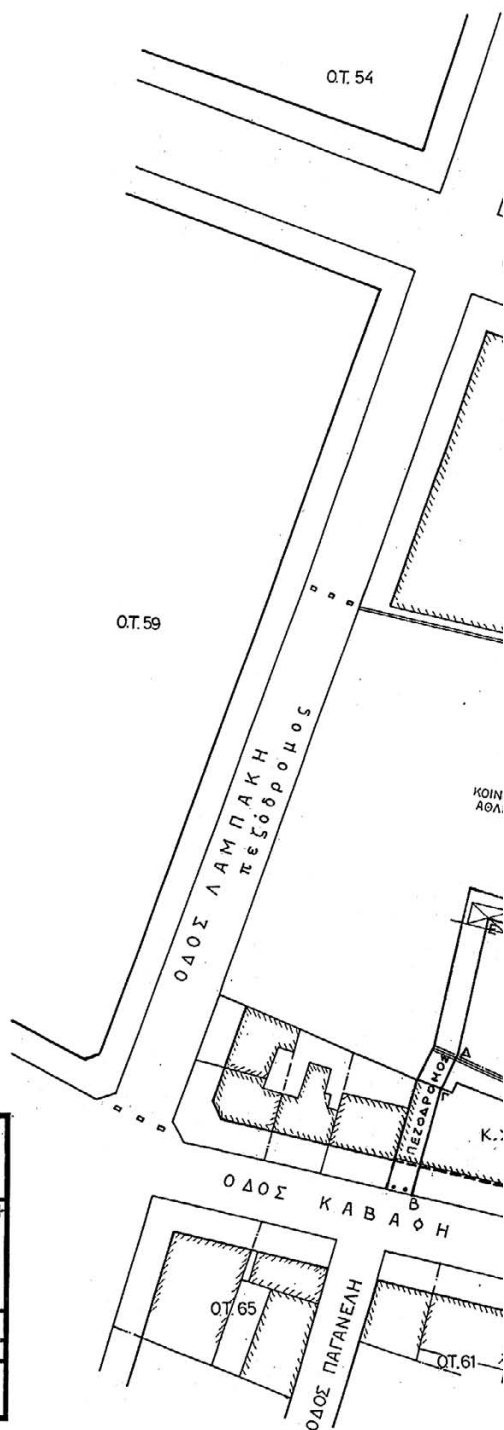 Ο.Τ. 54
Ο.Τ. 59
ΟΔΟΣ ΛΑΜΠΑΚΗ
πεζόδρομος
ΚΟΙΝ
ΑΘΛ
Ε
Δ
Γ
ΠΕΖΟΔΡΟΜΟΣ
Κ.Χ
Β
ΟΔΟΣ ΚΑΒΑΦΗ
Ο.Τ. 65
ΟΔΟΣ ΠΑΓΑΝΕΛΗ
Ο.Τ. 61